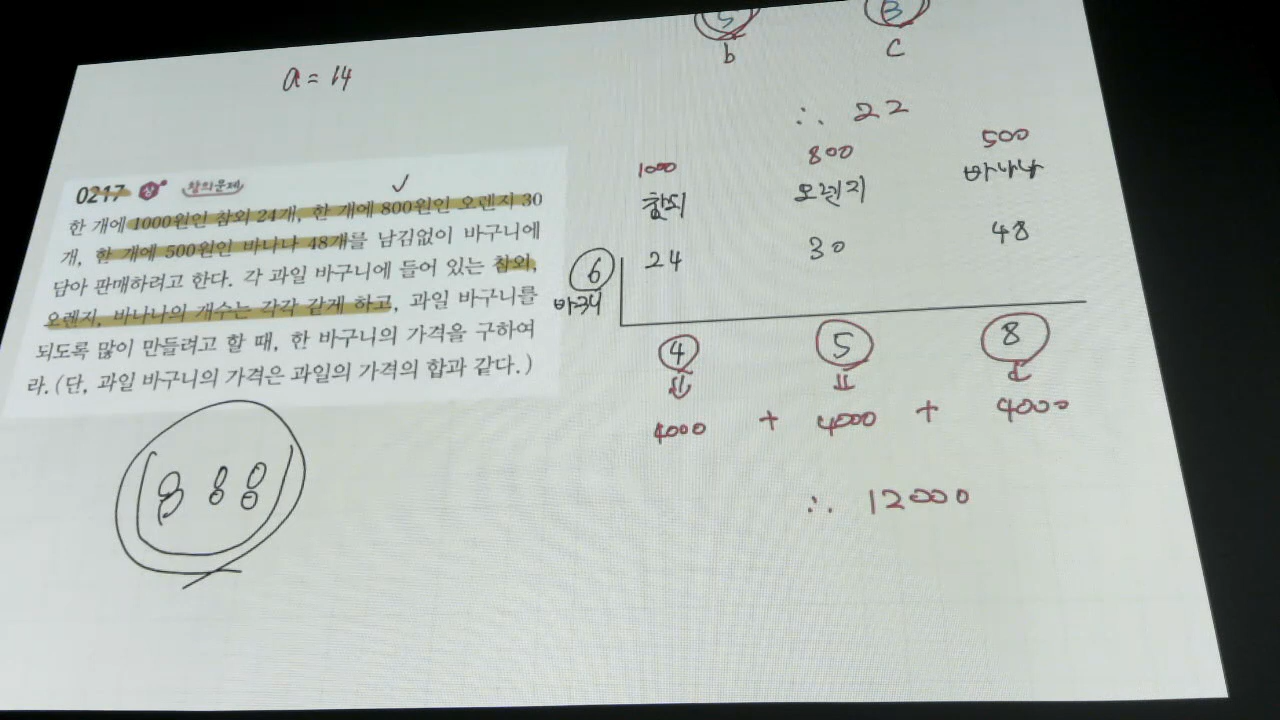 a = 14
b
c
∴ 22
0217 상 창의문제
한 개에 1000원인 참외 24개, 한 개에 800원인 오렌지 30
개, 한 개에 500원인 바나나 48개를 남김없이 바구니에
담아 판매하려고 한다. 각 과일 바구니에 들어 있는 참외,
오렌지, 바나나의 개수는 각각 같게 하고, 과일 바구니를
되도록 많이 만들려고 할 때, 한 바구니의 가격을 구하여
라. (단, 과일 바구니의 가격은 과일의 가격의 합과 같다.)
1000 800 500
참외 오렌지 바나나
6 24 30 48
바구니
4 5 8
4000 + 4000 + 4000
∴ 12000